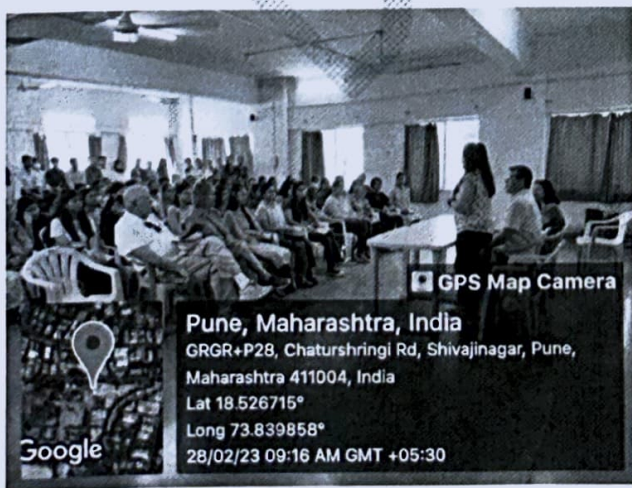 GPS Map Camera
Pune, Maharashtra, India
GRGR+P28, Chaturshringi Rd, Shivajinagar, Pune,
Maharashtra 411004, India
Lat 18.526715°
Long 73.839858°
28/02/23 09:16 AM GMT +05:30
Google